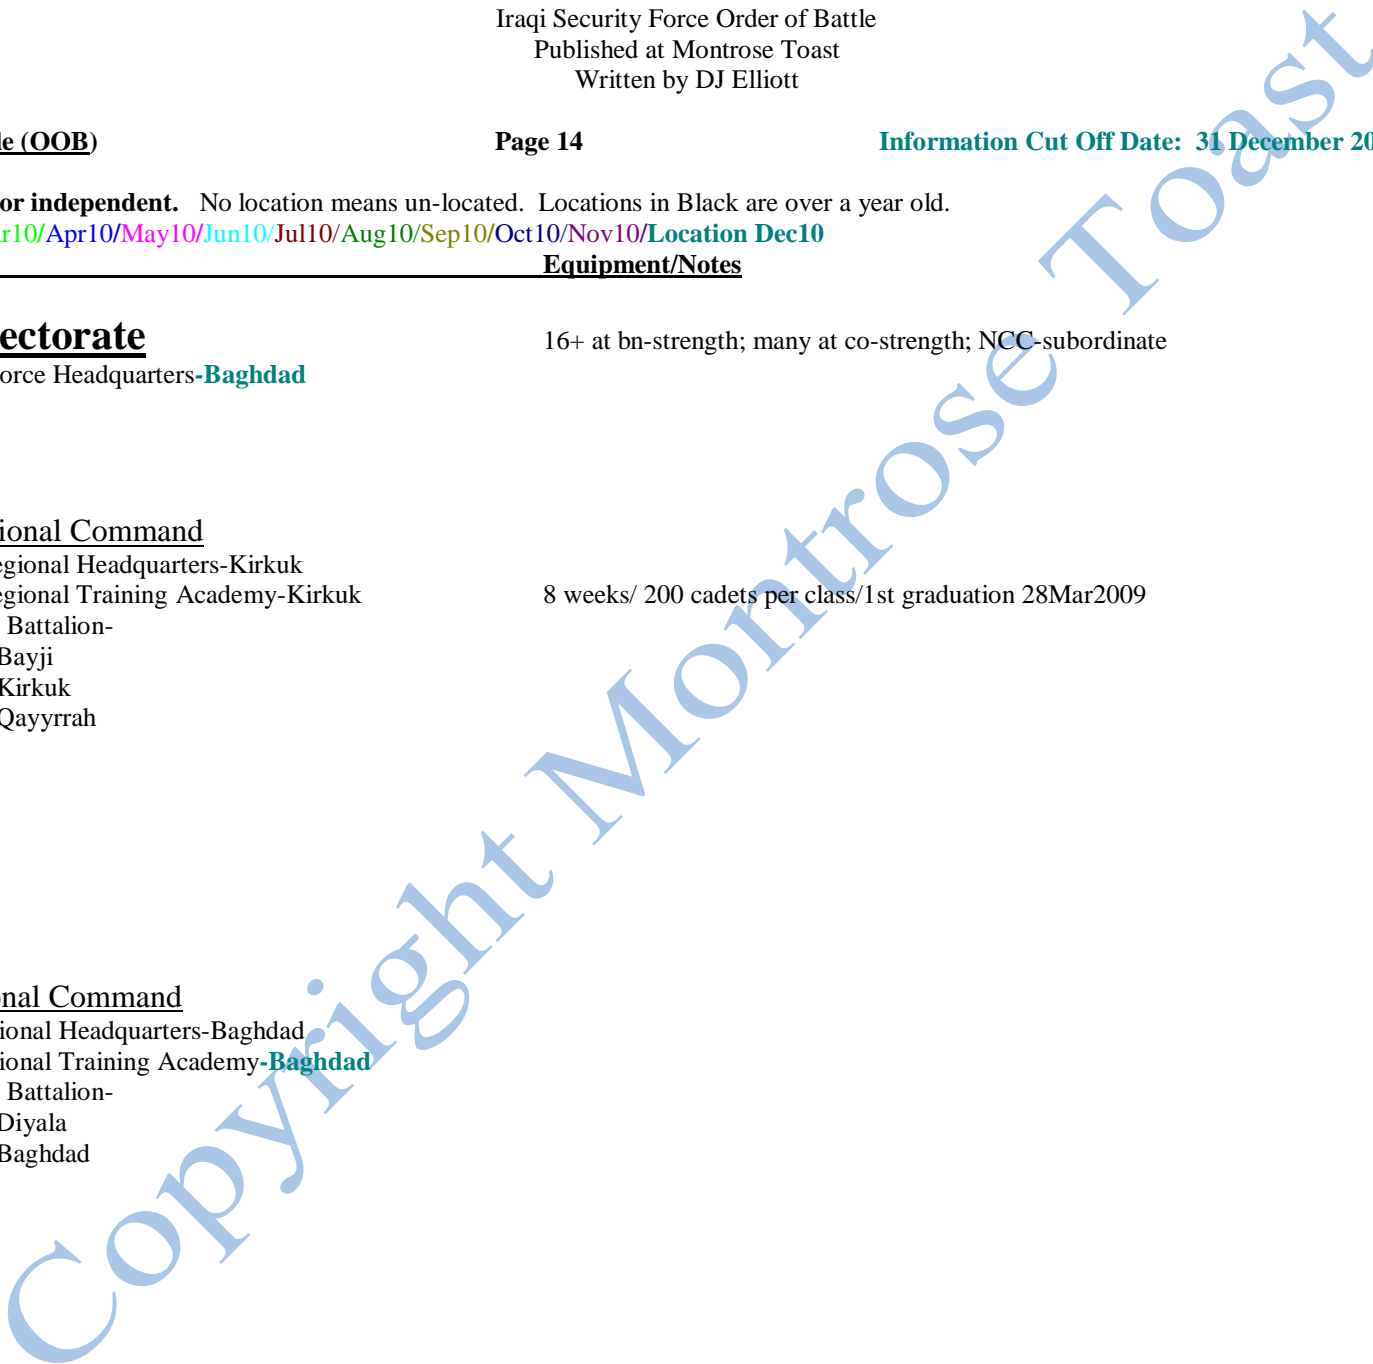 Iraqi Security Force Order of Battle
Published at Montrose Toast
Written by DJ Elliott
le (OOB) Page 14 Information Cut Off Date: 31 December 20
or independent. No location means un-located. Locations in Black are over a year old.
r10/Apr10/May10/Jun10/Jul10/Aug10/Sep10/Oct10/Nov10/Location Dec10
Equipment/Notes
ectorate 16+ at bn-strength; many at co-strength; NCC-subordinate
orce Headquarters-Baghdad
ional Command
egional Headquarters-Kirkuk
egional Training Academy-Kirkuk 8 weeks/ 200 cadets per class/1st graduation 28Mar2009
Battalion-
Bayji
Kirkuk
Qayyrrah
onal Command
ional Headquarters-Baghdad
ional Training Academy-Baghdad
Battalion-
Diyala
Baghdad
Copyright Montrose Toast